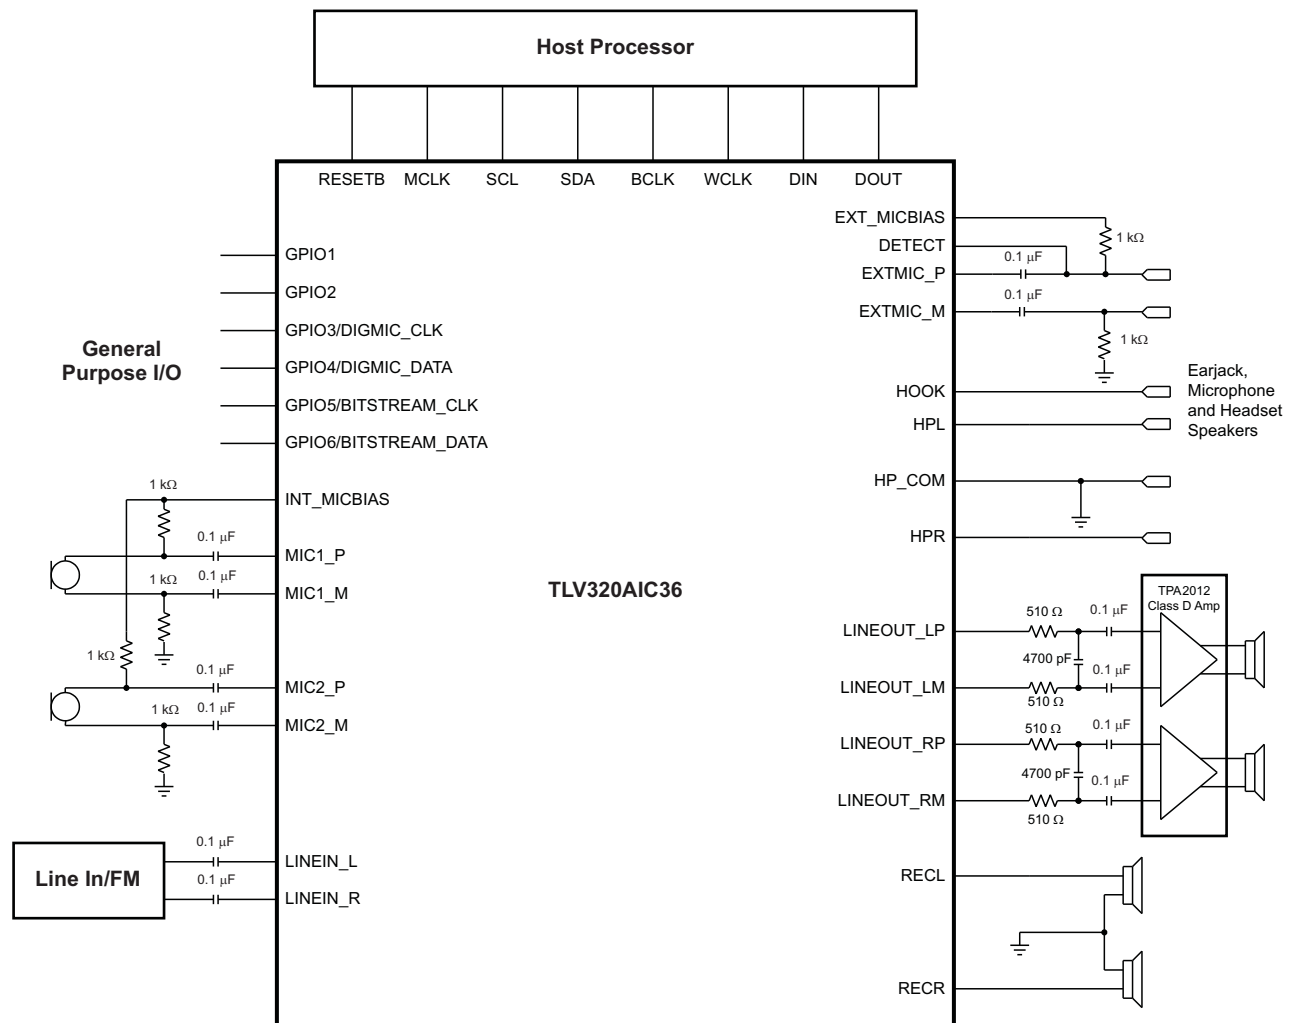 Host Processor
RESETB MCLK SCL SDA BCLK WCLK DIN DOUT
EXT_MICBIAS
1 kΩ
DETECT
0.1 μF
EXTMIC_P
0.1 μF
EXTMIC_M
1 kΩ
HOOK
HPL
Earjack,
Microphone
and Headset
Speakers
HP_COM
HPR
GPIO1
GPIO2
GPIO3/DIGMIC_CLK
GPIO4/DIGMIC_DATA
GPIO5/BITSTREAM_CLK
GPIO6/BITSTREAM_DATA
General
Purpose I/O
1 kΩ
INT_MICBIAS
0.1 μF
MIC1_P
1 kΩ
0.1 μF
MIC1_M
1 kΩ
0.1 μF
MIC2_P
1 kΩ
0.1 μF
MIC2_M
TLV320AIC36
TPA2012
Class D Amp
510 Ω
0.1 μF
LINEOUT_LP
4700 pF
0.1 μF
LINEOUT_LM
510 Ω
510 Ω
0.1 μF
LINEOUT_RP
4700 pF
0.1 μF
LINEOUT_RM
510 Ω
Line In/FM
0.1 μF
LINEIN_L
0.1 μF
LINEIN_R
RECL
RECR